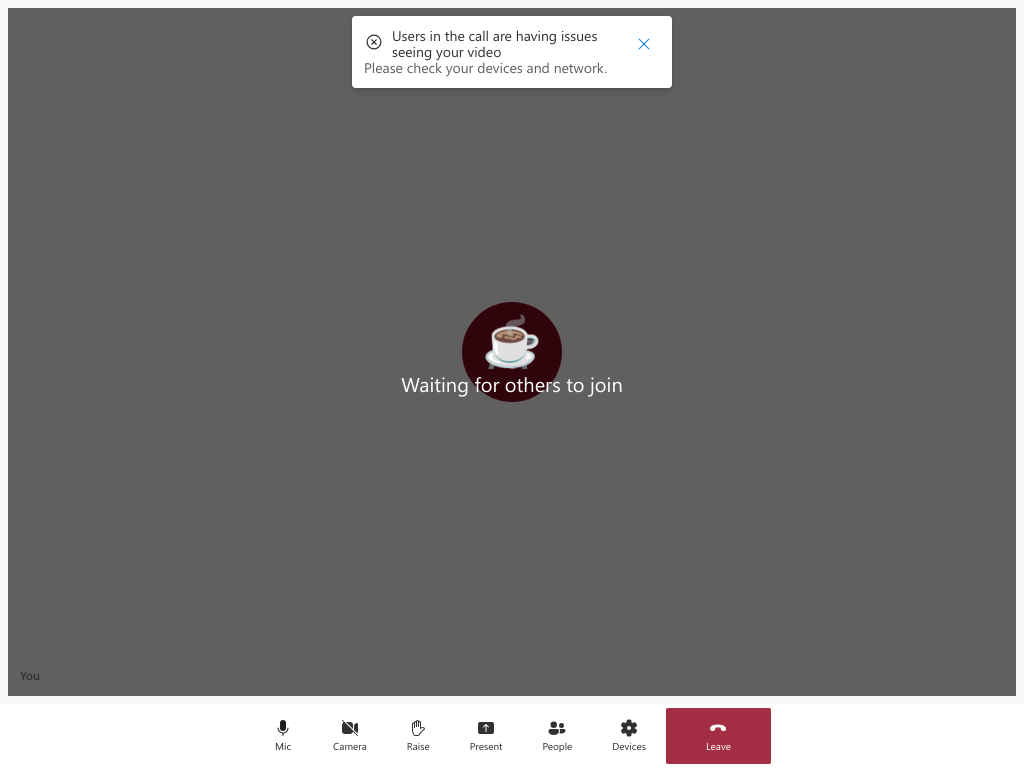 Users in the call are having issues
seeing your video
Please check your devices and network.
Waiting for others to join
You
Mic
Camera
Raise
Present
People
Devices
Leave